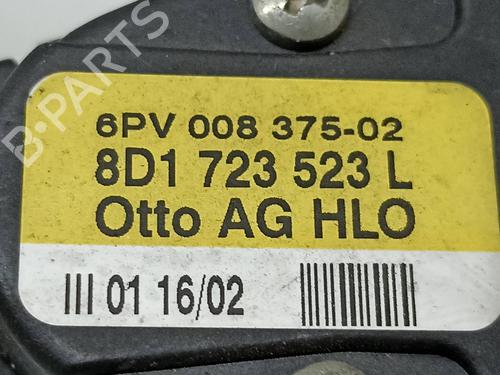 B-PARTS
6PV 008 375-02
8D1 723 523 L
Otto AG HLO
III 01 16/02